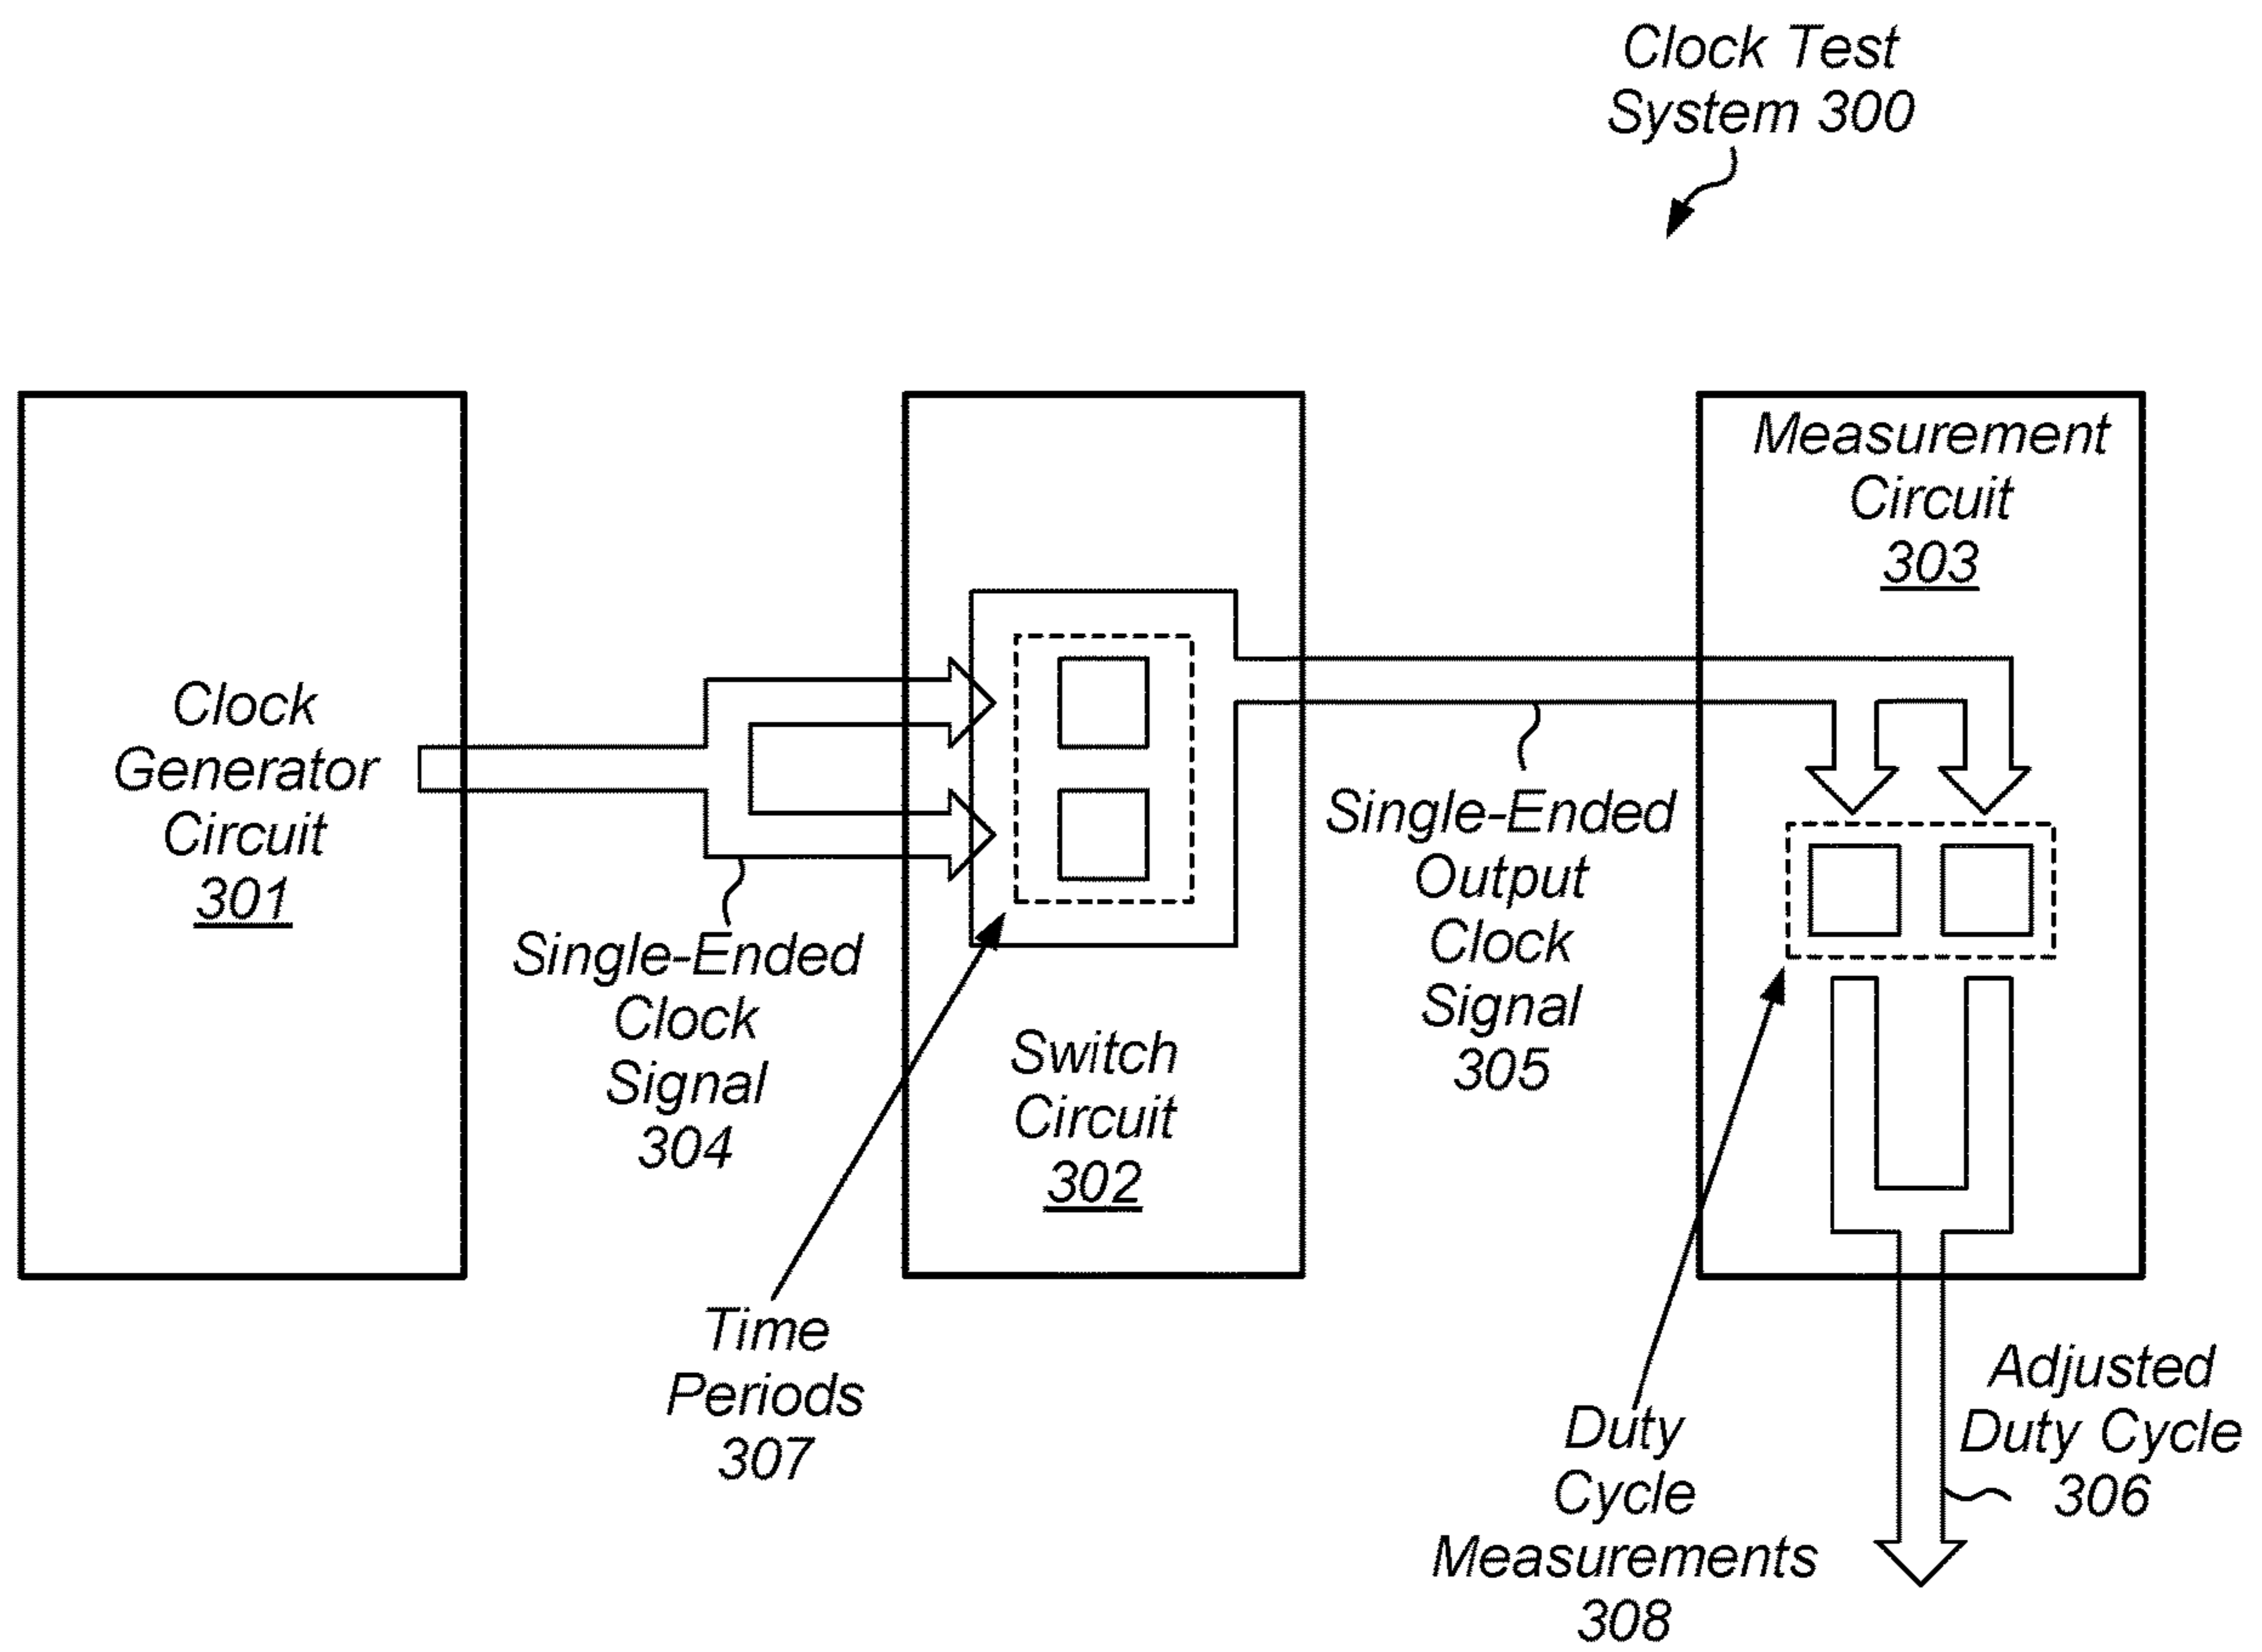 Clock Test
System 300
Clock
Generator
Circuit
301
Single-Ended
Clock
Signal
304
Switch
Circuit
302
Time
Periods
307
Single-Ended
Output
Clock
Signal
305
Measurement
Circuit
303
Duty
Cycle
Measurements
308
Adjusted
Duty Cycle
306